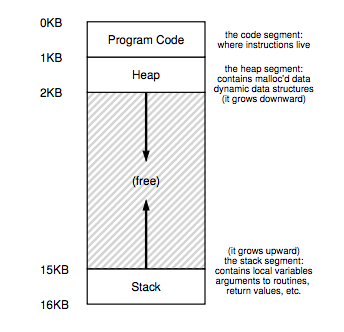 0KB
Program Code
the code segment:
where instructions live
1KB
Heap
the heap segment:
contains malloc'd data
dynamic data structures
(it grows downward)
2KB
(free)
(it grows upward)
the stack segment:
contains local variables
arguments to routines,
return values, etc.
15KB
Stack
16KB